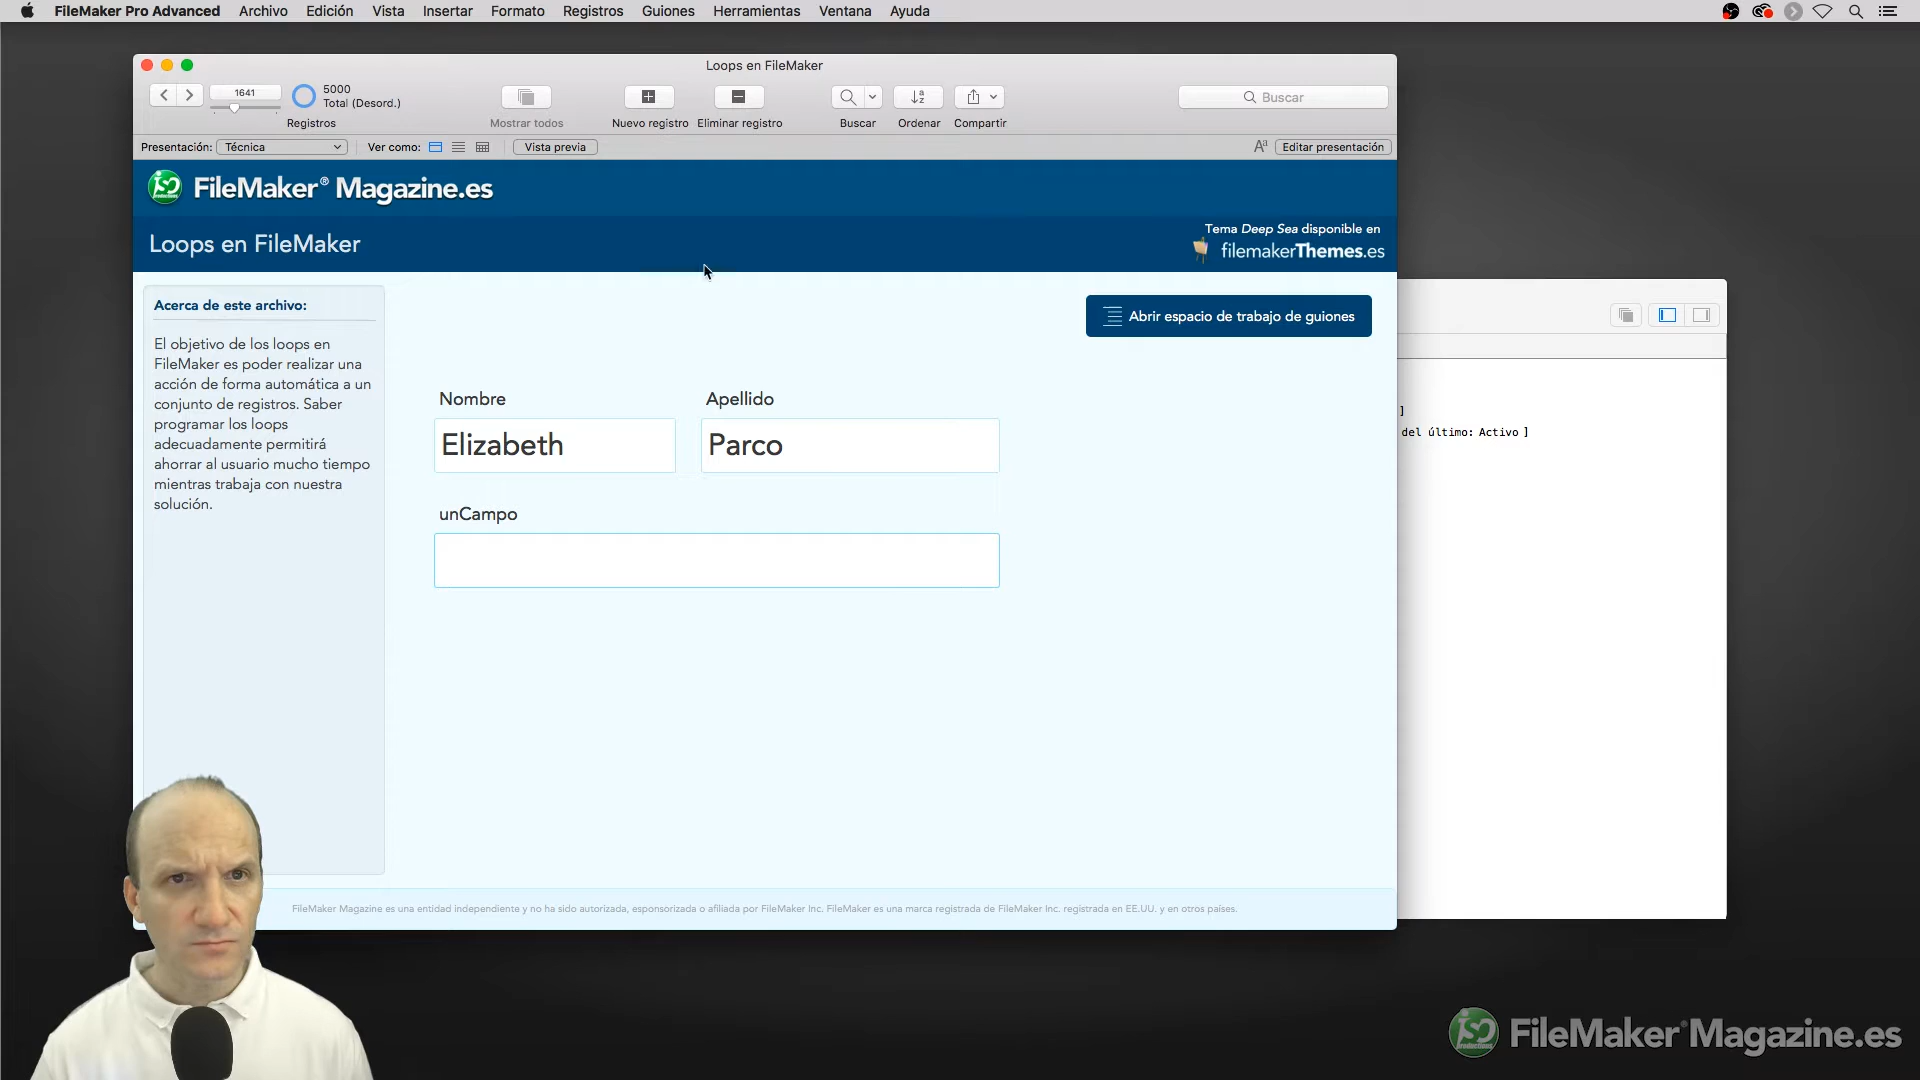 FileMaker Pro Advanced Archivo Edición Vista Insertar Formato Registros Guiones Herramientas Ventana Ayuda
Loops en FileMaker
1641
5000
Total (Desord.)
Registros
Mostrar todos
Nuevo registro
Eliminar registro
Buscar
Ordenar
Compartir
Buscar
Presentación: Técnica Ver como: Vista previa
Editar presentación
FileMaker® Magazine.es
Loops en FileMaker
Tema Deep Sea disponible en
filemakerThemes.es
Acerca de este archivo:
El objetivo de los loops en
FileMaker es poder realizar una
acción de forma automática a un
conjunto de registros. Saber
programar los loops
adecuadamente permitirá
ahorrar al usuario mucho tiempo
mientras trabaja con nuestra
solución.
Abrir espacio de trabajo de guiones
Nombre Apellido
Elizabeth Parco
unCampo
]
del último: Activo ]
FileMaker Magazine es una entidad independiente y no ha sido autorizada, esponsorizada o afiliada por FileMaker Inc. FileMaker es una marca registrada de FileMaker Inc. registrada en EE.UU. y en otros países.
FileMaker Magazine.es